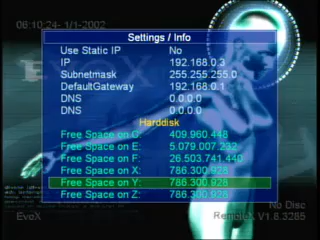 06:10:24- 1/1-2002
Settings / Info
Use Static IP No
IP 192.168.0.3
Subnetmask 255.255.255.0
DefaultGateway 192.168.0.1
DNS 0.0.0.0
DNS 0.0.0.0
Harddisk
Free Space on C: 409.960.448
Free Space on E: 5.079.007.232
Free Space on F: 26.503.741.440
Free Space on X: 786.300.928
Free Space on Y: 786.300.928
Free Space on Z: 786.300.928
No Disc
EvoX V1.8.3285